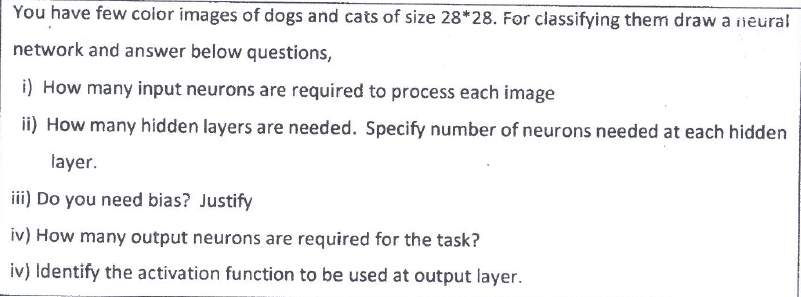 You have few color images of dogs and cats of size 28*28. For classifying them draw a neural
network and answer below questions,
i) How many input neurons are required to process each image
ii) How many hidden layers are needed. Specify number of neurons needed at each hidden
layer.
iii) Do you need bias? Justify
iv) How many output neurons are required for the task?
iv) Identify the activation function to be used at output layer.